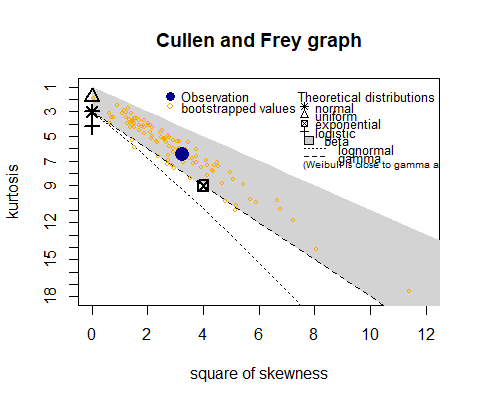 Cullen and Frey graph
Observation
bootstrapped values
Theoretical distributions
normal
uniform
exponential
logistic
beta
lognormal
gamma
(Weibull is close to gamma a
kurtosis
1
3
5
7
9
12
15
18
0
2
4
6
8
10
12
square of skewness